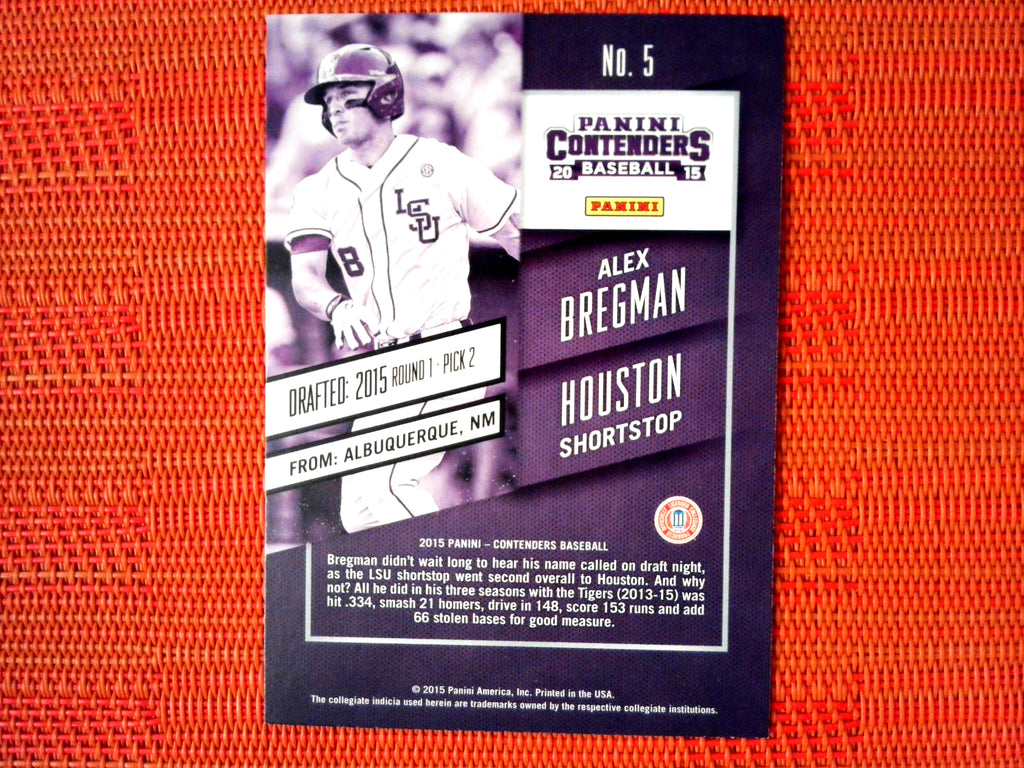 No. 5
PANINI
CONTENDERS
20 BASEBALL 15
PANINI
ALEX
BREGMAN
HOUSTON
SHORTSTOP
LSU
8
DRAFTED: 2015 ROUND 1 · PICK 2
FROM: ALBUQUERQUE, NM
2015 PANINI – CONTENDERS BASEBALL
Bregman didn't wait long to hear his name called on draft night,
as the LSU shortstop went second overall to Houston. And why
not? All he did in his three seasons with the Tigers (2013-15) was
hit .334, smash 21 homers, drive in 148, score 153 runs and add
66 stolen bases for good measure.
© 2015 Panini America, Inc. Printed in the USA.
The collegiate indicia used herein are trademarks owned by the respective collegiate institutions.